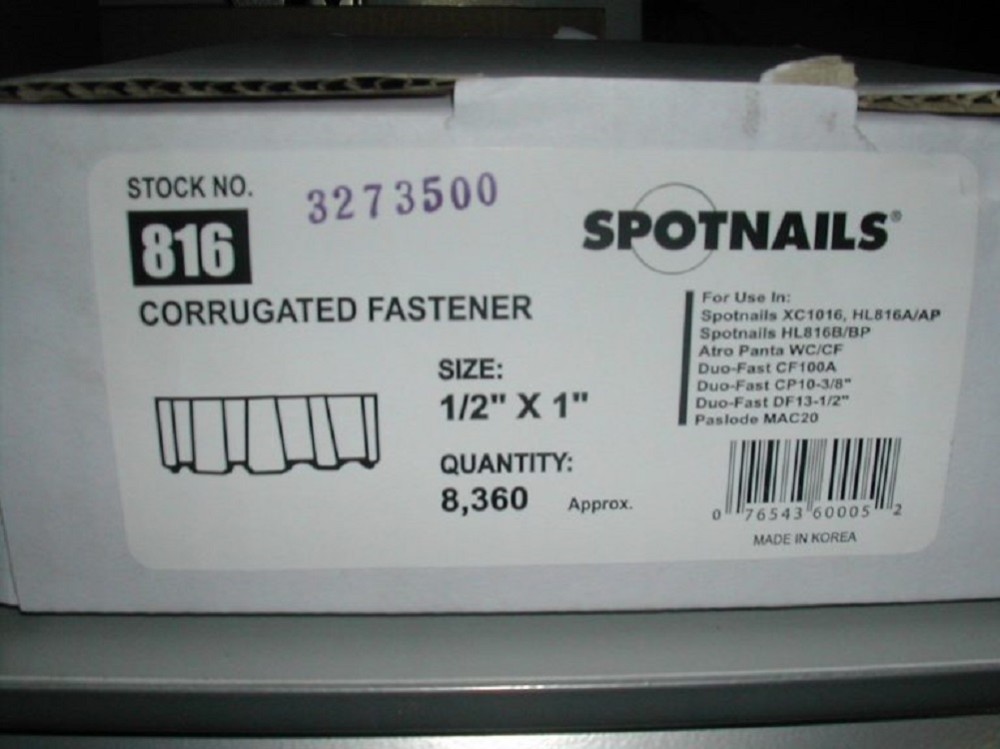 STOCK NO.
3273500
816
CORRUGATED FASTENER
SIZE:
1/2" X 1"
QUANTITY:
8,360 Approx.
SPOTNAILS®
For Use In:
Spotnails XC1016, HL816A/AP
Spotnails HL816B/BP
Atro Panta WC/CF
Duo-Fast CF100A
Duo-Fast CP10-3/8"
Duo-Fast DF13-1/2"
Paslode MAC20
0 76543 60005 2
MADE IN KOREA